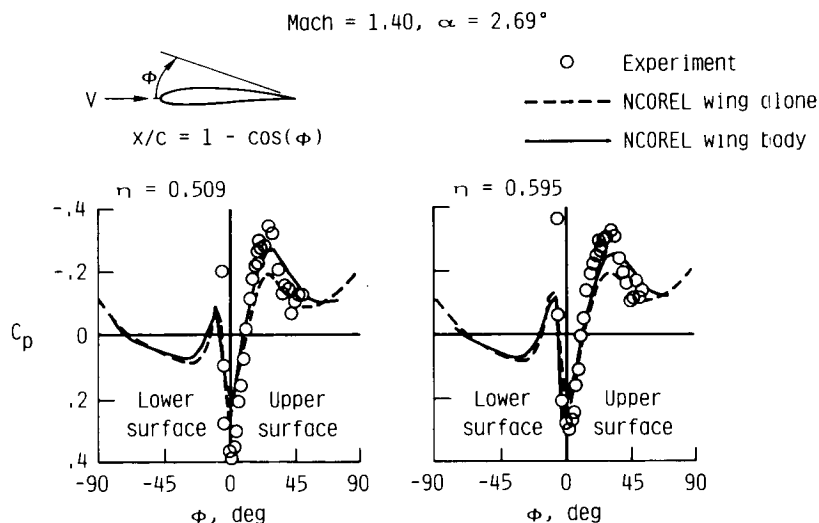 Mach = 1.40, α = 2.69°
Φ
V
x/c = 1 - cos(Φ)
Experiment
NCOREL wing alone
NCOREL wing body
η = 0.509
η = 0.595
-.4
-.2
0
.2
.4
Cp
Lower surface
Upper surface
-90 -45 0 45 90
Φ, deg
-.4
-.2
0
.2
.4
Lower surface
Upper surface
-90 -45 0 45 90
Φ, deg